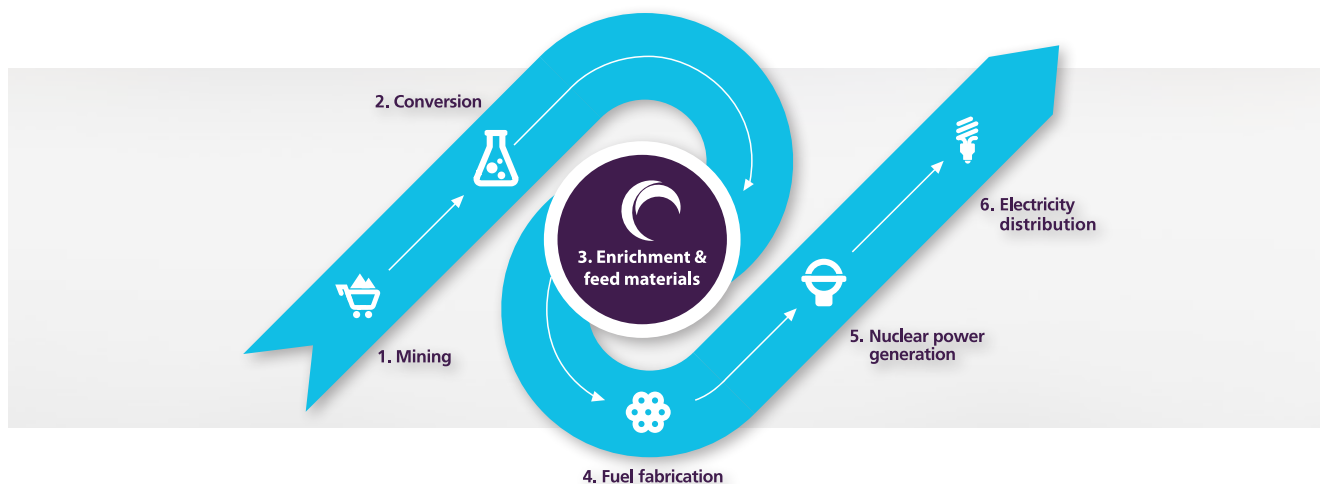 1. Mining
2. Conversion
3. Enrichment &
feed materials
4. Fuel fabrication
5. Nuclear power
generation
6. Electricity
distribution